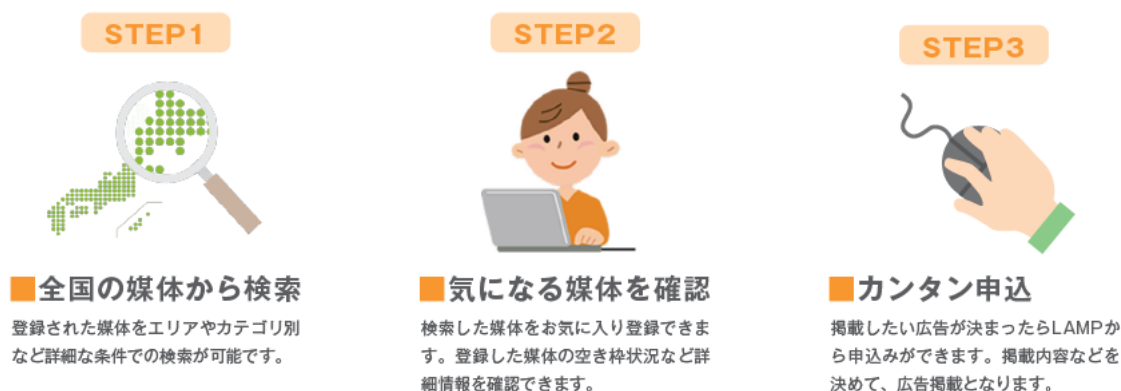 STEP1
■全国の媒体から検索
登録された媒体をエリアやカテゴリ別
など詳細な条件での検索が可能です。
STEP2
■気になる媒体を確認
検索した媒体をお気に入り登録できま
す。登録した媒体の空き枠状況など詳
細情報を確認できます。
STEP3
■カンタン申込
掲載したい広告が決まったらLAMPか
ら申込みができます。掲載内容などを
決めて、広告掲載となります。